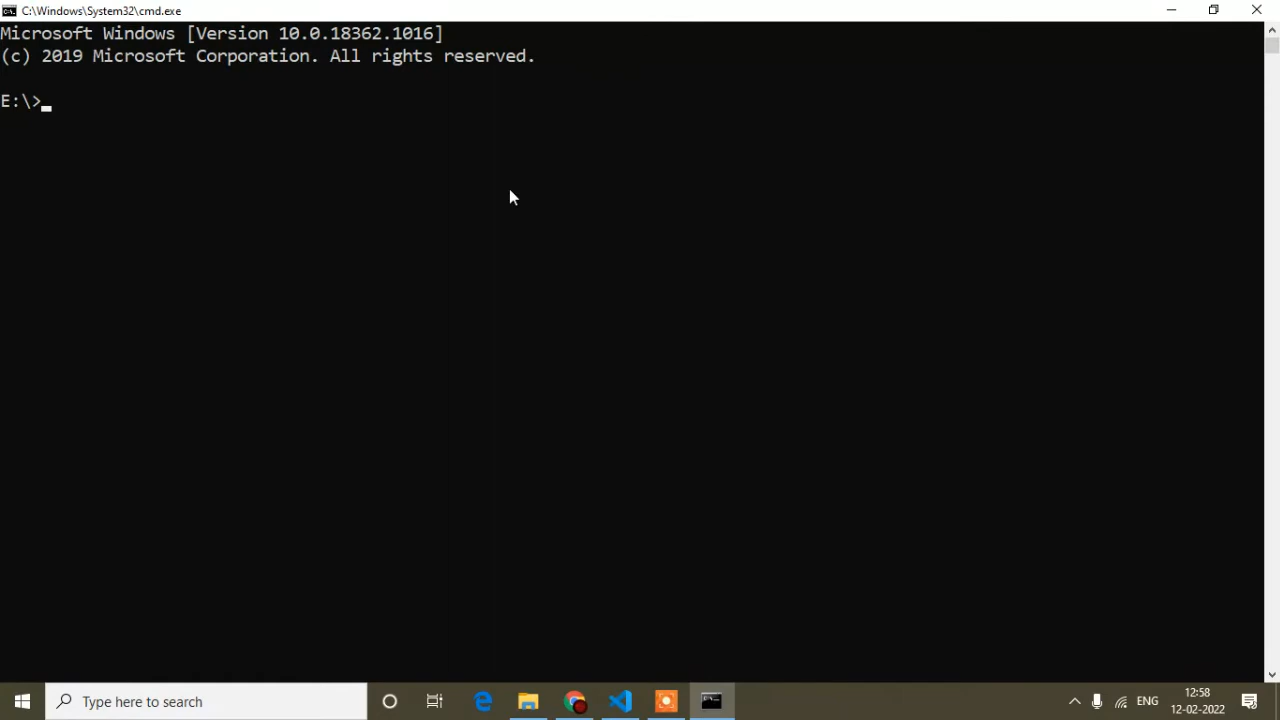 C:\Windows\System32\cmd.exe
Microsoft Windows [Version 10.0.18362.1016]
(c) 2019 Microsoft Corporation. All rights reserved.
E:\>
Type here to search
ENG
12:58
12-02-2022